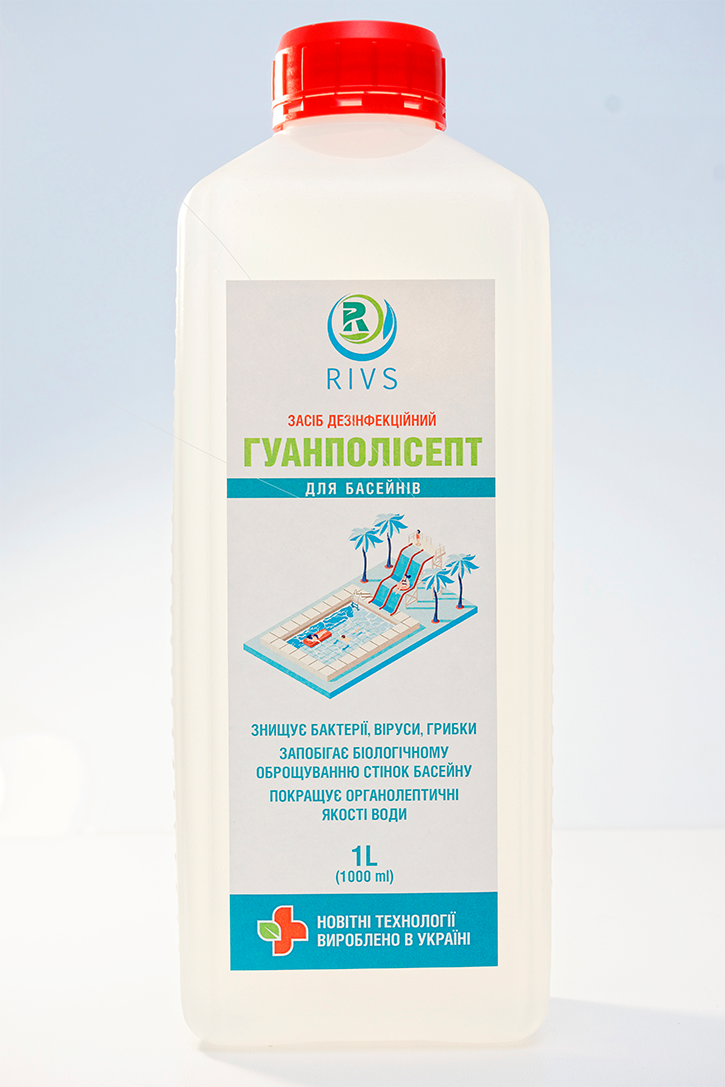 R
RIVS
ЗАСІБ ДЕЗІНФЕКЦІЙНИЙ
ГУАНПОЛІСЕПТ
ДЛЯ БАСЕЙНІВ
ЗНИЩУЄ БАКТЕРІЇ, ВІРУСИ, ГРИБКИ
ЗАПОБІГАЄ БІОЛОГІЧНОМУ
ОБРОЩУВАННЮ СТІНОК БАСЕЙНУ
ПОКРАЩУЄ ОРГАНОЛЕПТИЧНІ
ЯКОСТІ ВОДИ
1L
(1000 ml)
НОВІТНІ ТЕХНОЛОГІЇ
ВИРОБЛЕНО В УКРАЇНІ